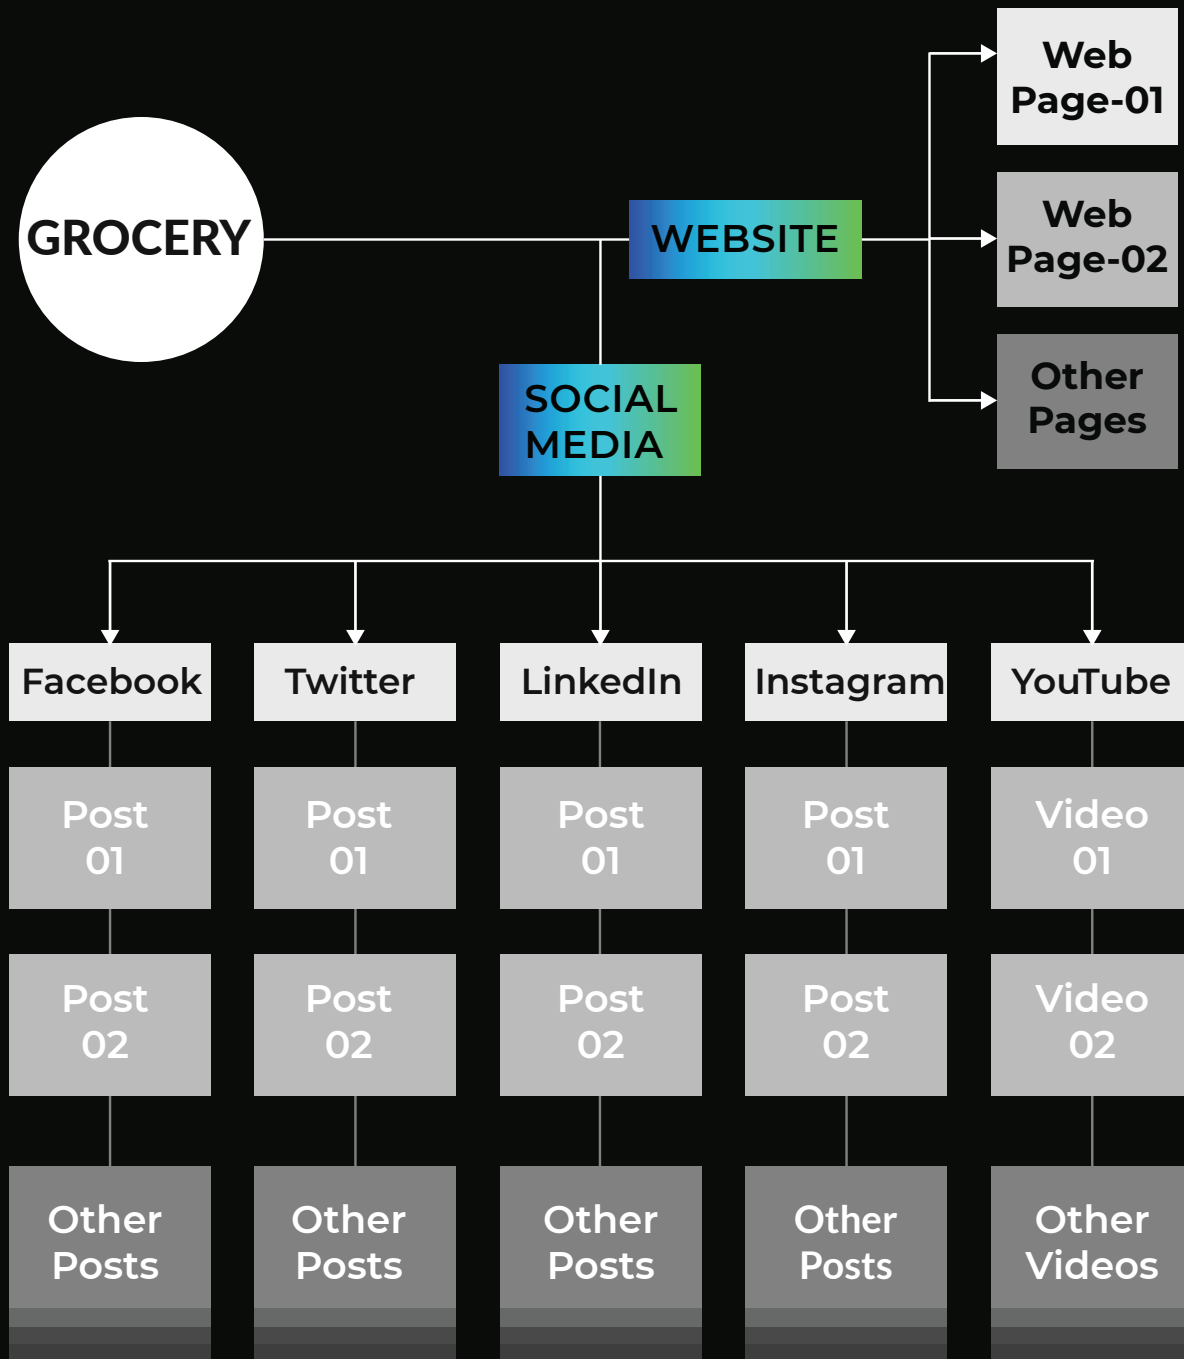 Web
Page-01
GROCERY
WEBSITE
Web
Page-02
Other
Pages
SOCIAL
MEDIA
Facebook
Twitter
LinkedIn
Instagram
YouTube
Post
01
Post
01
Post
01
Post
01
Video
01
Post
02
Post
02
Post
02
Post
02
Video
02
Other
Posts
Other
Posts
Other
Posts
Other
Posts
Other
Videos